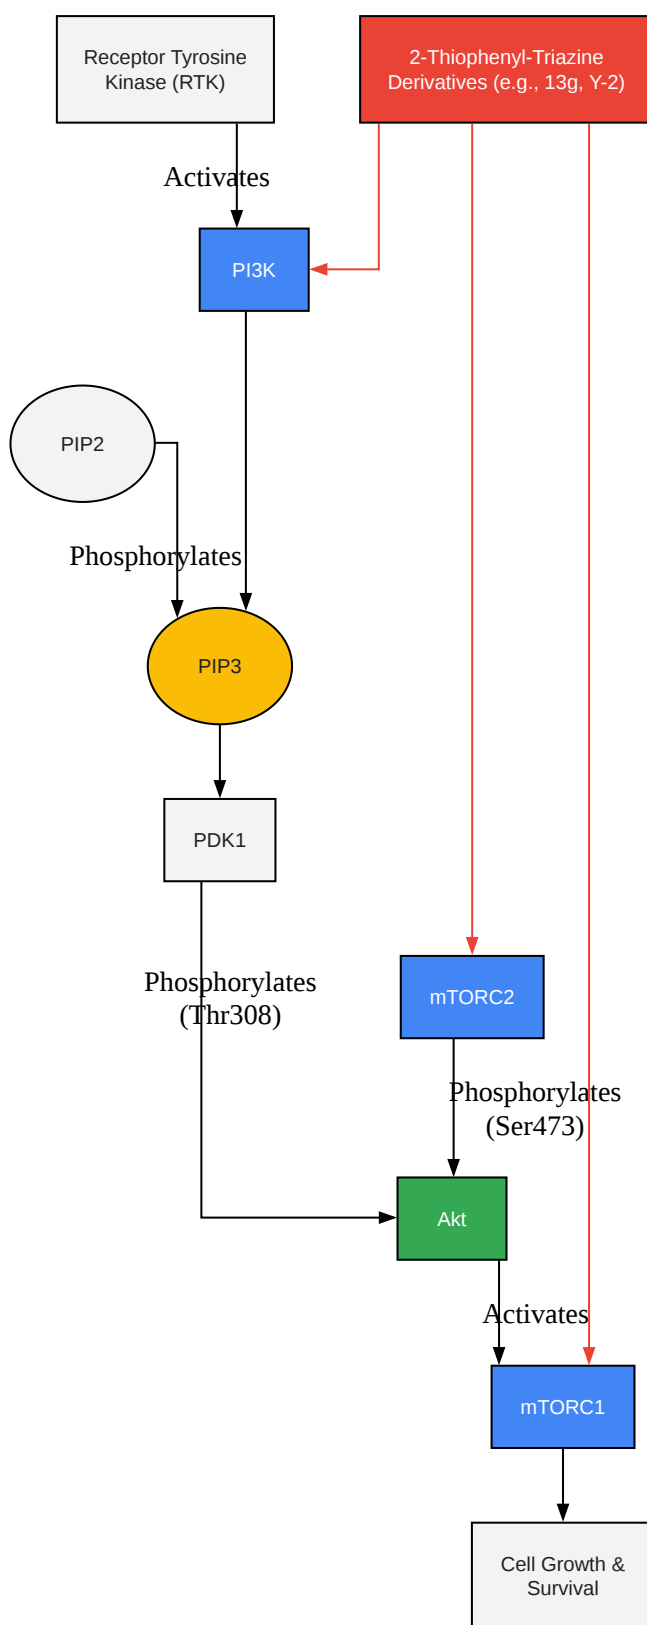 Receptor Tyrosine
Kinase (RTK)
2-Thiophenyl-Triazine
Derivatives (e.g., 13g, Y-2)
Activates
PI3K
PIP2
Phosphorylates
PIP3
PDK1
Phosphorylates
(Thr308)
mTORC2
Phosphorylates
(Ser473)
Akt
Activates
mTORC1
Cell Growth &
Survival